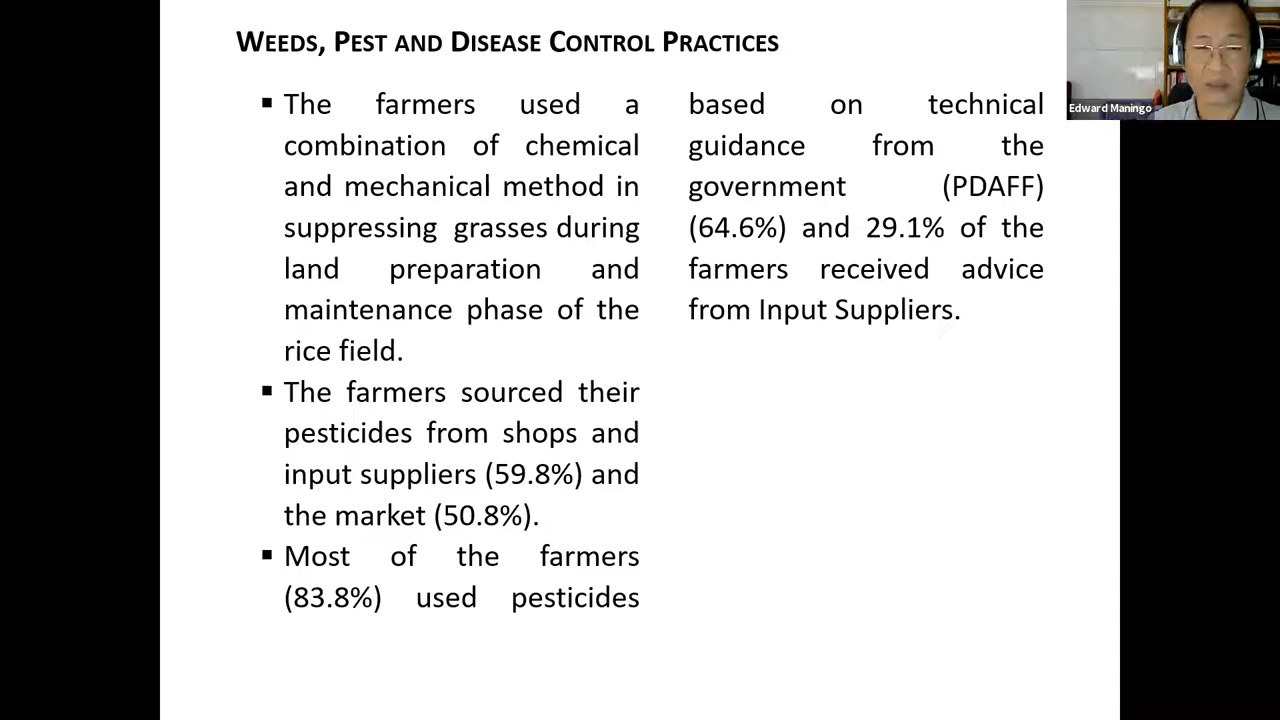 WEEDS, PEST AND DISEASE CONTROL PRACTICES
▪ The farmers used a
combination of chemical
and mechanical method in
suppressing grasses during
land preparation and
maintenance phase of the
rice field.
▪ The farmers sourced their
pesticides from shops and
input suppliers (59.8%) and
the market (50.8%).
▪ Most of the farmers
(83.8%) used pesticides
based on technical
guidance from the
government (PDAFF)
(64.6%) and 29.1% of the
farmers received advice
from Input Suppliers.
Edward Maningo